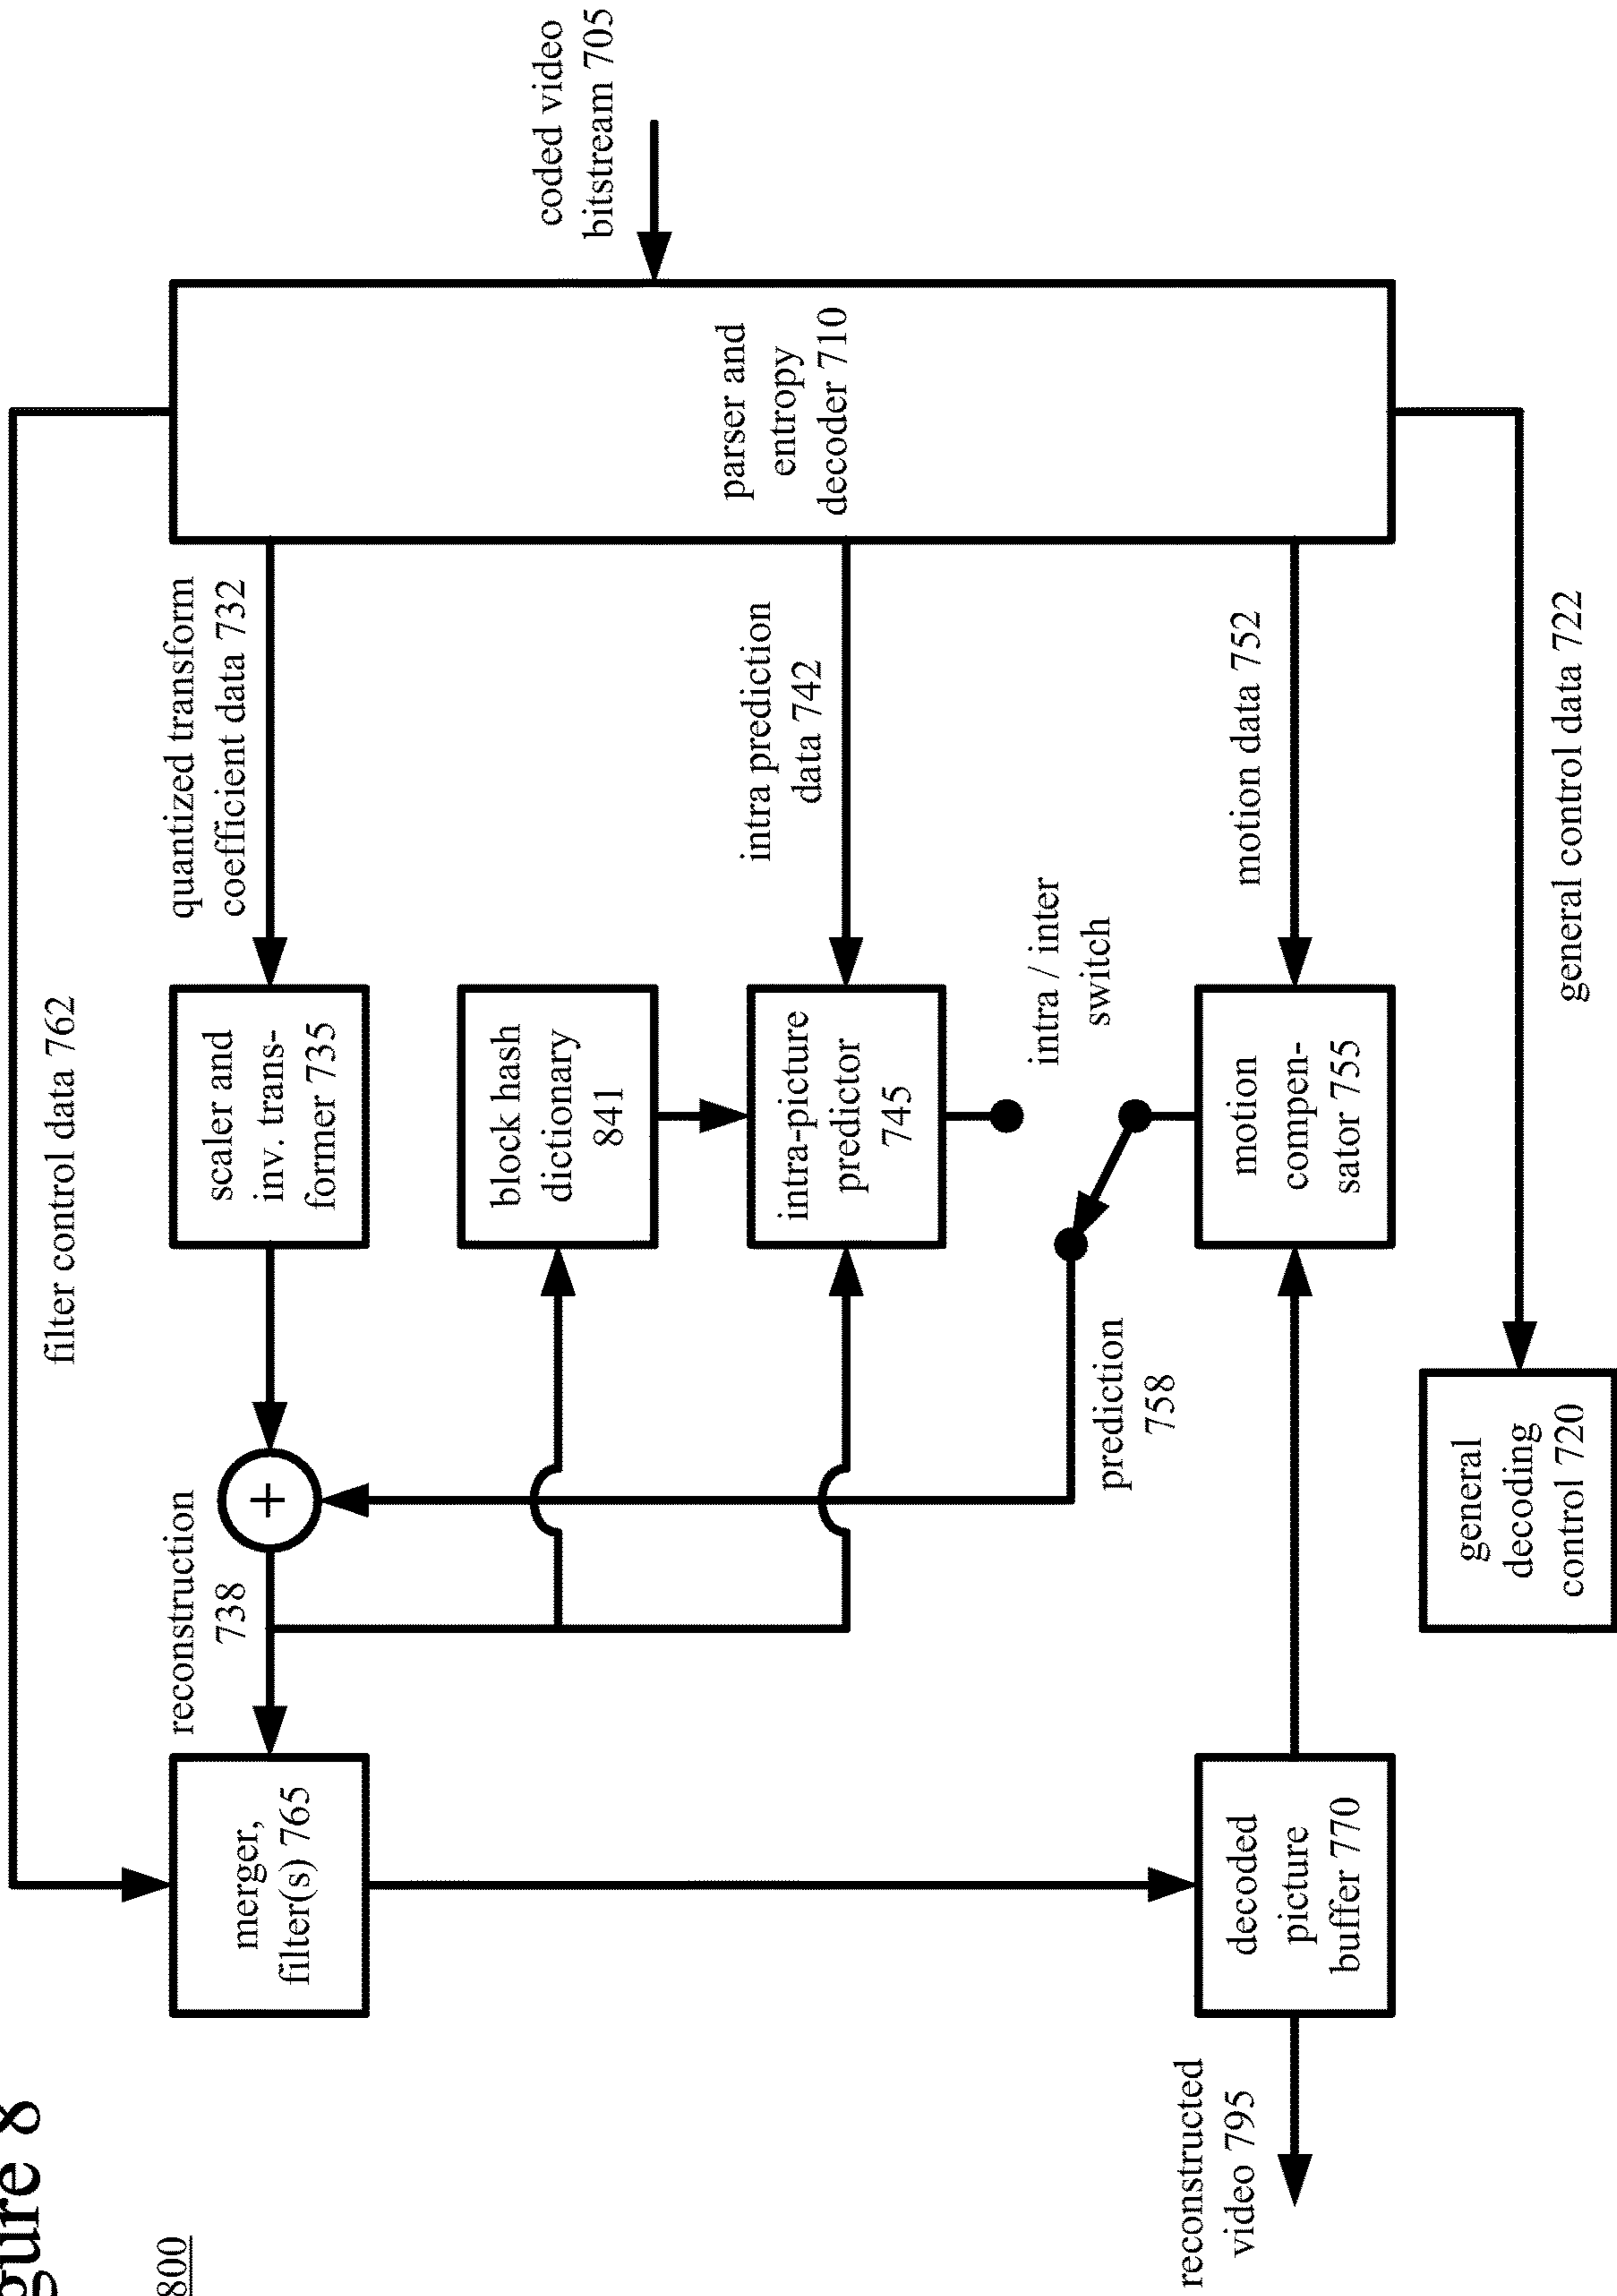 gure 8
800
filter control data 762
reconstruction
738
quantized transform
coefficient data 732
merger,
filter(s) 765
+
scaler and
inv. trans-
former 735
coded video
bitstream 705
block hash
dictionary
841
parser and
entropy
decoder 710
intra prediction
data 742
intra-picture
predictor
745
intra / inter
switch
prediction
758
reconstructed
video 795
decoded
picture
buffer 770
motion
compen-
sator 755
motion data 752
general
decoding
control 720
general control data 722